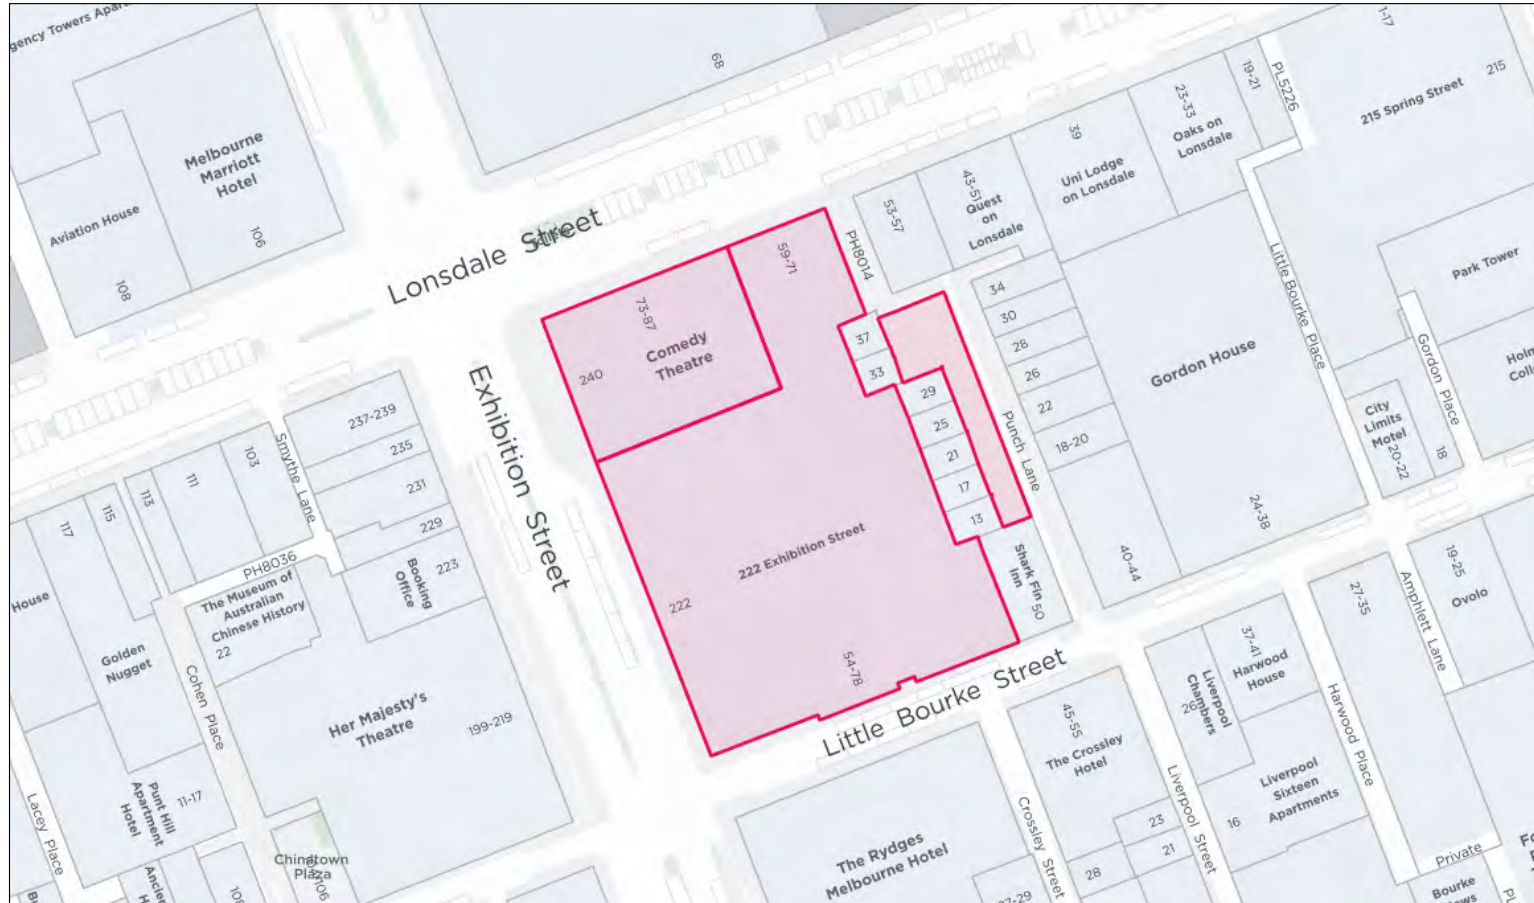 68
1-17
215
215 Spring Street
PL5226
19-21
23-33
Oaks on
Lonsdale
39
Uni Lodge
on Lonsdale
43-51
Quest
on
Lonsdale
53-57
PH8014
Melbourne
Marriott
Hotel
106
Aviation House
108
Lonsdale Street
59-71
73-87
Comedy
Theatre
240
37
33
29
25
21
17
13
34
30
28
26
22
18-20
Punch Lane
Gordon House
24-38
40-44
Little Bourke Place
Park Tower
Gordon Place
City
Limits
Motel
20-22
18
Exhibition Street
222 Exhibition Street
222
54-78
Shark Fin
Inn
50
237-239
235
231
229
223
Booking
Office
Smythe Lane
103
111
113
115
117
PH8036
House
The Museum of
Australian
Chinese History
22
Golden
Nugget
Cohen Place
Her Majesty's
Theatre
199-219
Punt Hill
Apartment
Hotel
11-17
Lacey Place
Chinatown
Plaza
Little Bourke Street
The Rydges
Melbourne Hotel
45-55
The Crossley
Hotel
Crossley Street
28
23
21
Liverpool Street
16
Liverpool
Sixteen
Apartments
Liverpool
Chambers
26
37-41
Harwood
House
Harwood Place
27-35
Amphlett Lane
19-25
Ovolo
Private
Bourke